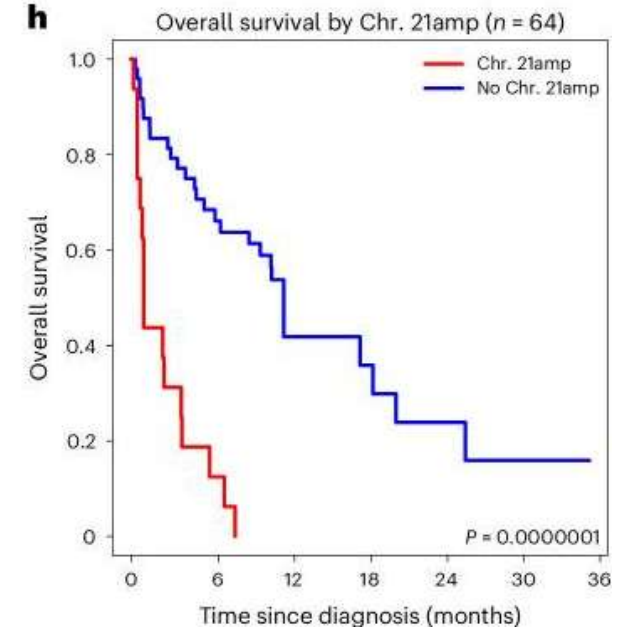 h
Overall survival by Chr. 21amp (n = 64)
Chr. 21amp
No Chr. 21amp
Overall survival
1.0
0.8
0.6
0.4
0.2
0
P = 0.0000001
0 6 12 18 24 30 36
Time since diagnosis (months)